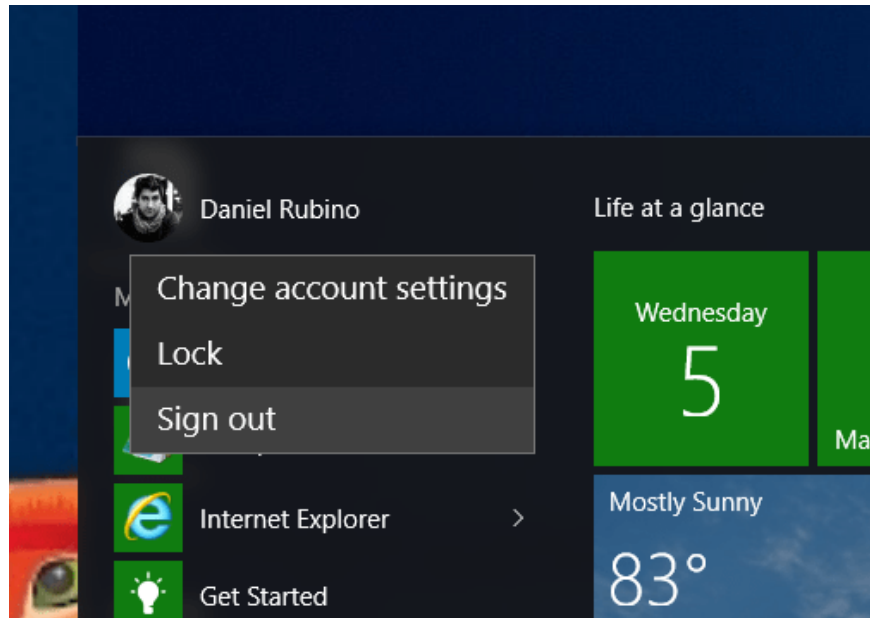 Daniel Rubino
Change account settings
Lock
Sign out
Internet Explorer
Get Started
Life at a glance
Wednesday
5
Ma
Mostly Sunny
83°